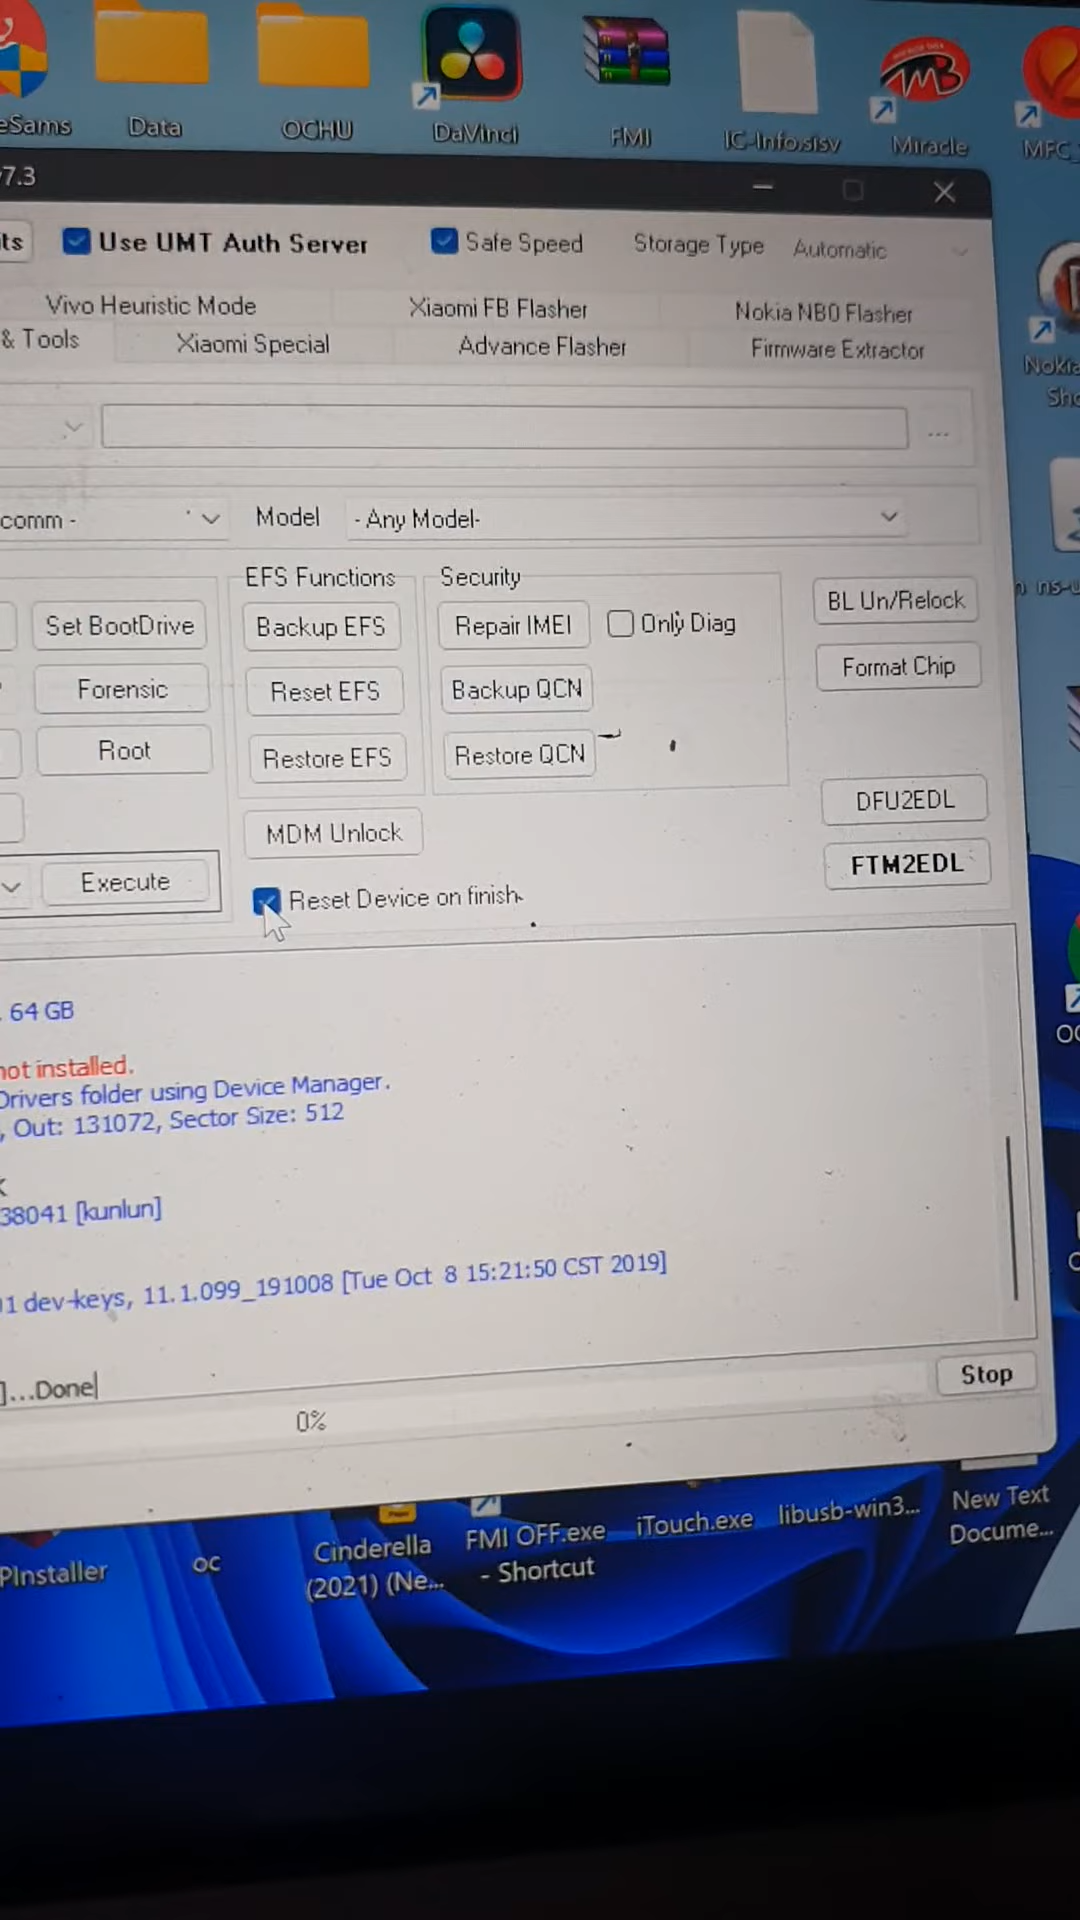 eSams
Data
OCHU
DaVinci
FMI
IC-Info.sisv
Miracle
MFC_
7.3
ts
Use UMT Auth Server
Safe Speed
Storage Type
Automatic
Vivo Heuristic Mode
Xiaomi FB Flasher
Nokia NB0 Flasher
& Tools
Xiaomi Special
Advance Flasher
Firmware Extractor
...
comm -
Model
- Any Model-
EFS Functions
Security
Set BootDrive
Backup EFS
Repair IMEI
Only Diag
BL Un/Relock
Forensic
Reset EFS
Backup QCN
Format Chip
Root
Restore EFS
Restore QCN
DFU2EDL
MDM Unlock
FTM2EDL
Execute
Reset Device on finish
64 GB
not installed.
Drivers folder using Device Manager.
, Out: 131072, Sector Size: 512
38041 [kunlun]
1 dev-keys, 11.1.099_191008 [Tue Oct 8 15:21:50 CST 2019]
]...Done
Stop
0%
PInstaller
oc
Cinderella
(2021) (Ne...
FMI OFF.exe
- Shortcut
iTouch.exe
libusb-win3...
New Text
Docume...